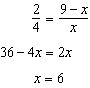 2/4 = (9 − x)/x
36 − 4x = 2x
x = 6